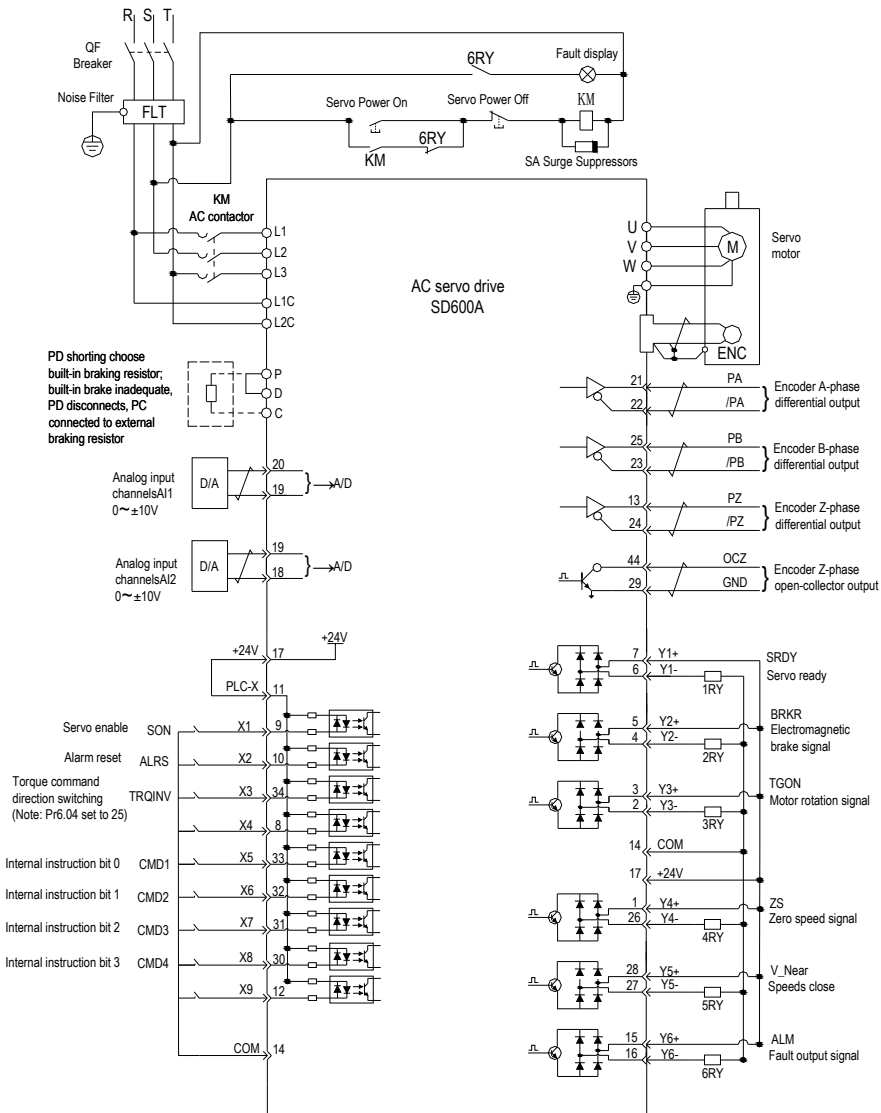 R S T
QF
Breaker
Noise Filter
FLT
6RY
Fault display
Servo Power On
Servo Power Off
KM
KM
6RY
SA Surge Suppressors
KM
AC contactor
L1
L2
L3
L1C
L2C
AC servo drive
SD600A
U
V
W
M
Servo
motor
ENC
PD shorting choose
built-in braking resistor;
built-in brake inadequate,
PD disconnects, PC
connected to external
braking resistor
P
D
C
21 PA
22 /PA
Encoder A-phase
differential output
25 PB
23 /PB
Encoder B-phase
differential output
13 PZ
24 /PZ
Encoder Z-phase
differential output
44 OCZ
29 GND
Encoder Z-phase
open-collector output
Analog input
channelsAI1
0~±10V
D/A
20
19
A/D
Analog input
channelsAI2
0~±10V
D/A
19
18
A/D
+24V 17
+24V
PLC-X 11
Servo enable SON X1 9
Alarm reset ALRS X2 10
Torque command
direction switching
(Note: Pr6.04 set to 25)
TRQINV X3 34
X4 8
Internal instruction bit 0 CMD1 X5 33
Internal instruction bit 1 CMD2 X6 32
Internal instruction bit 2 CMD3 X7 31
Internal instruction bit 3 CMD4 X8 30
X9 12
COM 14
7 Y1+
6 Y1-
1RY
SRDY
Servo ready
5 Y2+
4 Y2-
2RY
BRKR
Electromagnetic
brake signal
3 Y3+
2 Y3-
3RY
TGON
Motor rotation signal
14 COM
17 +24V
1 Y4+
26 Y4-
4RY
ZS
Zero speed signal
28 Y5+
27 Y5-
5RY
V_Near
Speeds close
15 Y6+
16 Y6-
6RY
ALM
Fault output signal